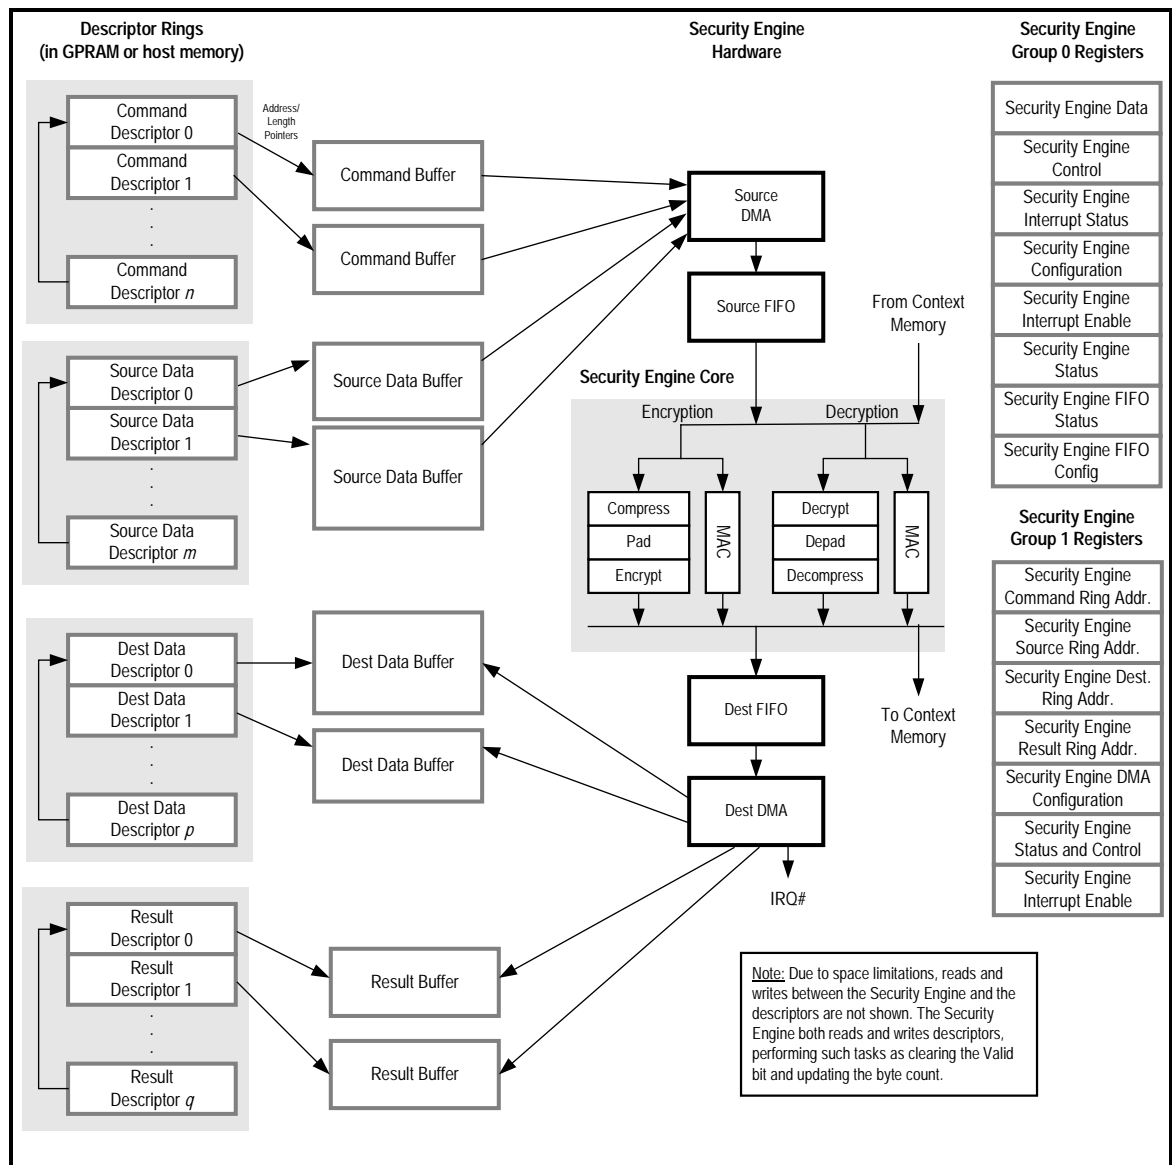 Descriptor Rings
(in GPRAM or host memory)
Security Engine
Hardware
Security Engine
Group 0 Registers
Command
Descriptor 0
Command
Descriptor 1
.
.
.
Command
Descriptor n
Address/
Length
Pointers
Command Buffer
Command Buffer
Source
DMA
Source FIFO
From Context
Memory
Security Engine Data
Security Engine
Control
Security Engine
Interrupt Status
Security Engine
Configuration
Security Engine
Interrupt Enable
Security Engine
Status
Security Engine FIFO
Status
Security Engine FIFO
Config
Source Data
Descriptor 0
Source Data
Descriptor 1
.
.
.
Source Data
Descriptor m
Source Data Buffer
Source Data Buffer
Security Engine Core
Encryption
Decryption
Compress
Pad
Encrypt
MAC
Decrypt
Depad
Decompress
MAC
Security Engine
Group 1 Registers
Security Engine
Command Ring Addr.
Security Engine
Source Ring Addr.
Security Engine Dest.
Ring Addr.
Security Engine
Result Ring Addr.
Security Engine DMA
Configuration
Security Engine
Status and Control
Security Engine
Interrupt Enable
Dest Data
Descriptor 0
Dest Data
Descriptor 1
.
.
.
Dest Data
Descriptor p
Dest Data Buffer
Dest Data Buffer
Dest FIFO
To Context
Memory
Dest DMA
IRQ#
Result
Descriptor 0
Result
Descriptor 1
.
.
.
Result
Descriptor q
Result Buffer
Result Buffer
Note: Due to space limitations, reads and
writes between the Security Engine and the
descriptors are not shown. The Security
Engine both reads and writes descriptors,
performing such tasks as clearing the Valid
bit and updating the byte count.